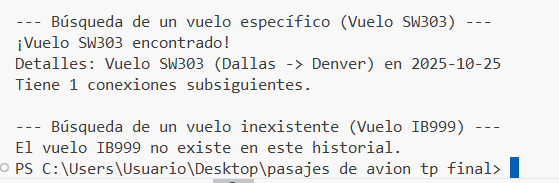 --- Búsqueda de un vuelo específico (Vuelo SW303) ---
¡Vuelo SW303 encontrado!
Detalles: Vuelo SW303 (Dallas -> Denver) en 2025-10-25
Tiene 1 conexiones subsiguientes.
--- Búsqueda de un vuelo inexistente (Vuelo IB999) ---
El vuelo IB999 no existe en este historial.
PS C:\Users\Usuario\Desktop\pasajes de avion tp final>